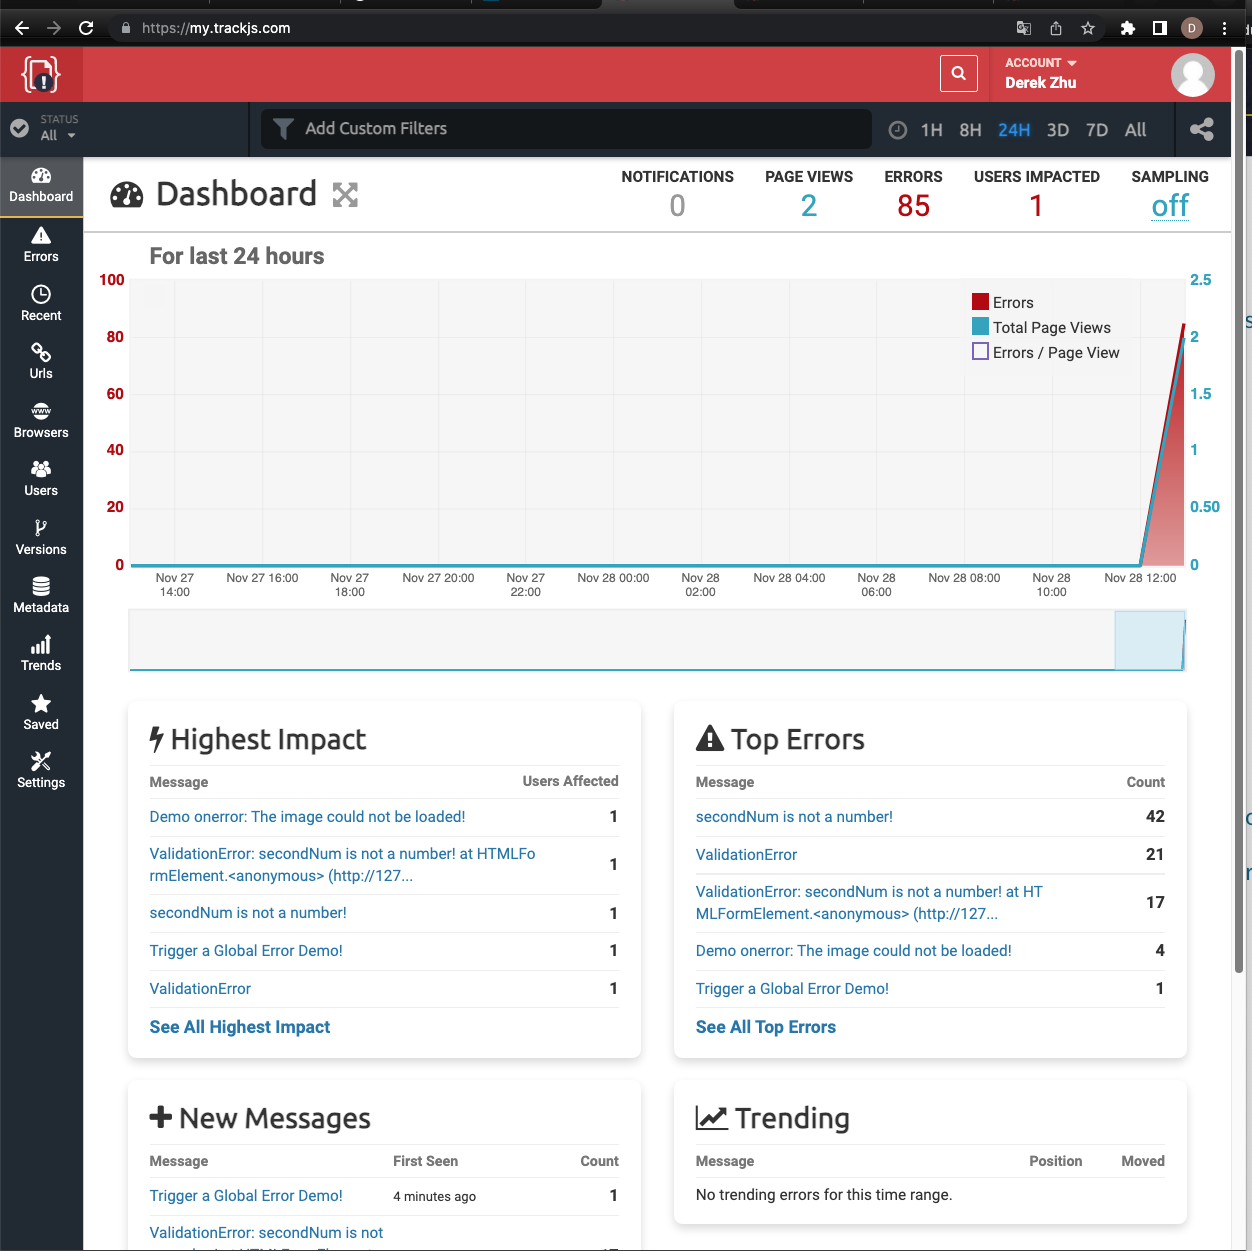 https://my.trackjs.com
D
ACCOUNT
Derek Zhu
STATUS
All
Add Custom Filters
1H 8H 24H 3D 7D All
Dashboard
Errors
Recent
Urls
www
Browsers
Users
Versions
Metadata
Trends
Saved
Settings
Dashboard
NOTIFICATIONS PAGE VIEWS ERRORS USERS IMPACTED SAMPLING
0 2 85 1 off
For last 24 hours
100 2.5
Errors
Total Page Views
80 2
Errors / Page View
60 1.5
40 1
20 0.50
0 0
Nov 27 Nov 27 16:00 Nov 27 Nov 27 20:00 Nov 27 Nov 28 00:00 Nov 28 Nov 28 04:00 Nov 28 Nov 28 08:00 Nov 28 Nov 28 12:00
14:00 18:00 22:00 02:00 06:00 10:00
Highest Impact
Message Users Affected
Demo onerror: The image could not be loaded! 1
ValidationError: secondNum is not a number! at HTMLFo
rmElement.<anonymous> (http://127... 1
secondNum is not a number! 1
Trigger a Global Error Demo! 1
ValidationError 1
See All Highest Impact
Top Errors
Message Count
secondNum is not a number! 42
ValidationError 21
ValidationError: secondNum is not a number! at HT
MLFormElement.<anonymous> (http://127... 17
Demo onerror: The image could not be loaded! 4
Trigger a Global Error Demo! 1
See All Top Errors
New Messages
Message First Seen Count
Trigger a Global Error Demo! 4 minutes ago 1
ValidationError: secondNum is not
Trending
Message Position Moved
No trending errors for this time range.